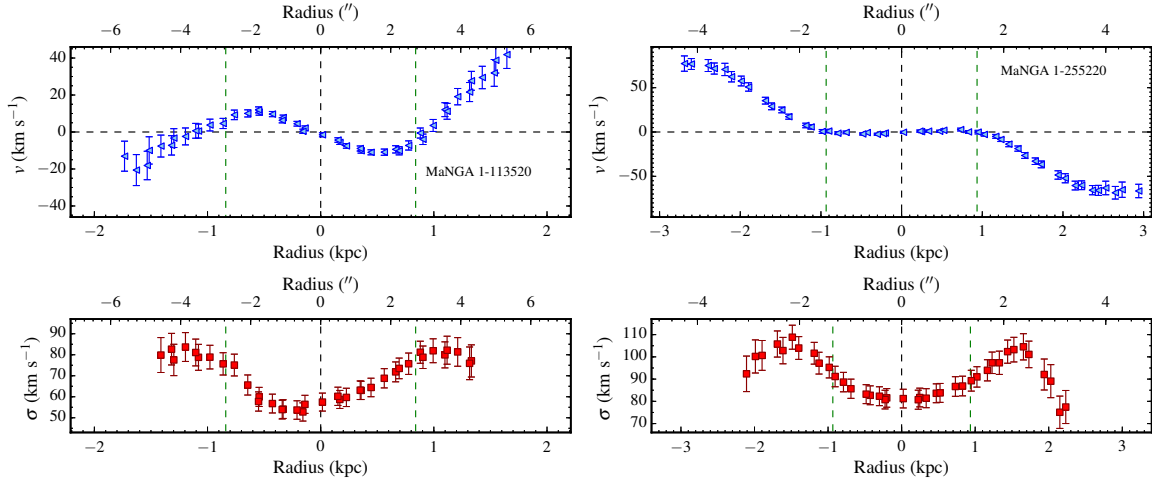 Radius (″)
−6 −4 −2 0 2 4 6
40
20
0
−20
−40
v (km s⁻¹)
MaNGA 1-113520
−2 −1 0 1 2
Radius (kpc)
Radius (″)
−4 −2 0 2 4
50
0
−50
v (km s⁻¹)
MaNGA 1-255220
−3 −2 −1 0 1 2 3
Radius (kpc)
Radius (″)
−6 −4 −2 0 2 4 6
90
80
70
60
50
σ (km s⁻¹)
−2 −1 0 1 2
Radius (kpc)
Radius (″)
−4 −2 0 2 4
110
100
90
80
70
σ (km s⁻¹)
−3 −2 −1 0 1 2 3
Radius (kpc)